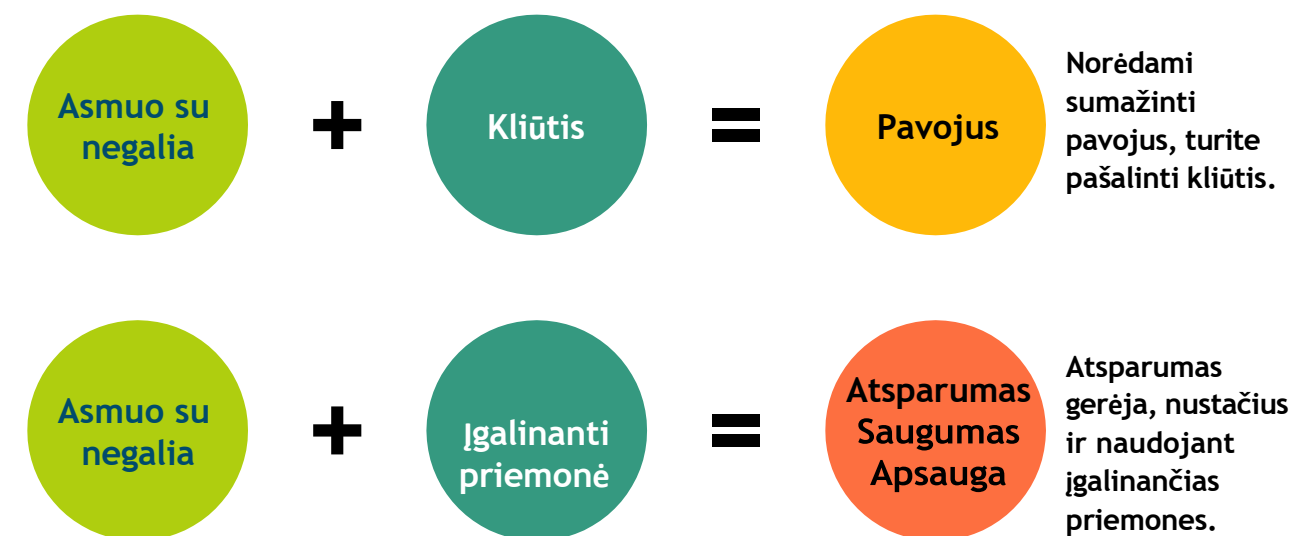 Asmuo su
negalia
+
Kliūtis
=
Pavojus
Norėdami
sumažinti
pavojus, turite
pašalinti kliūtis.
Asmuo su
negalia
+
Įgalinanti
priemonė
=
Atsparumas
Saugumas
Apsauga
Atsparumas
gerėja, nustačius
ir naudojant
įgalinančias
priemones.